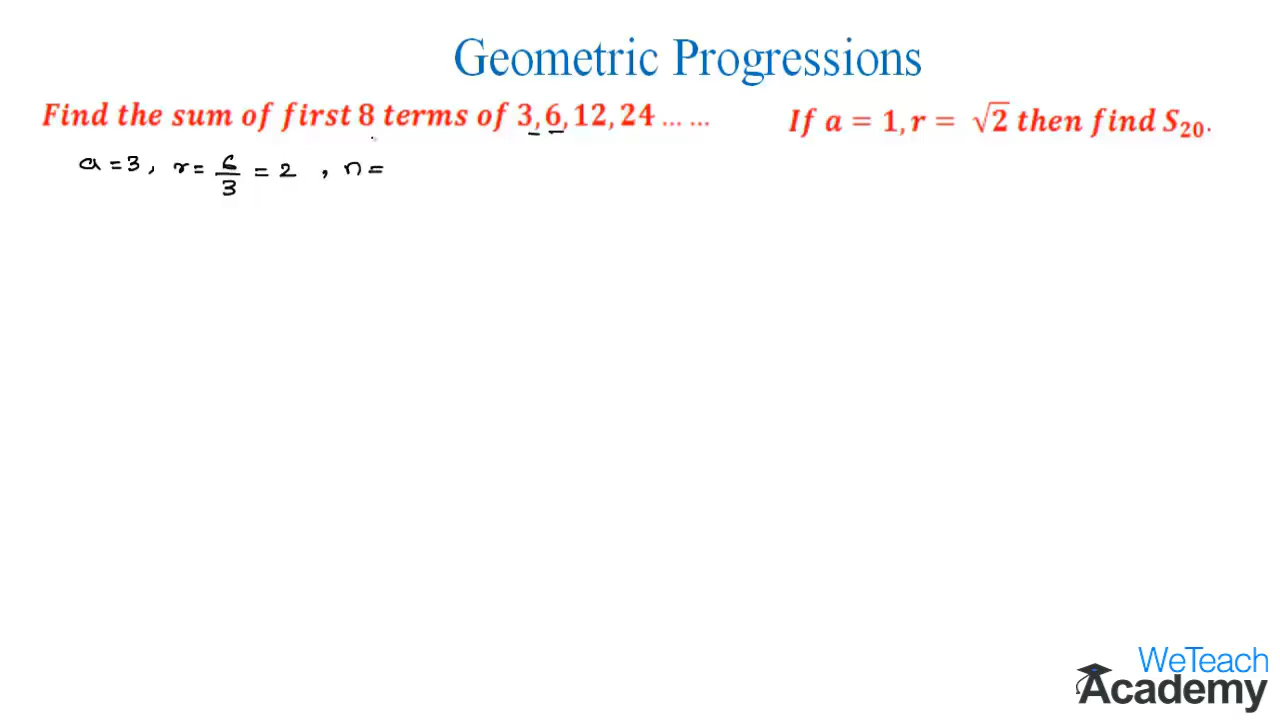 Geometric Progressions
Find the sum of first 8 terms of 3, 6, 12, 24 ... ...
If a = 1, r = √2 then find S₂₀.
a = 3, r = 6/3 = 2, n =
WeTeach
Academy